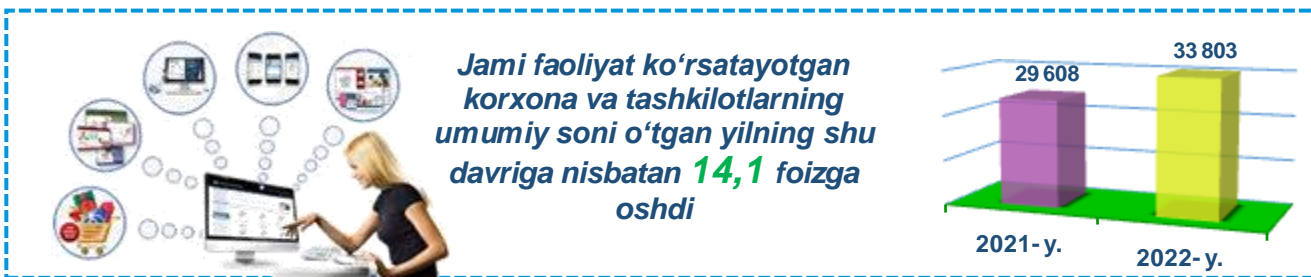 Jami faoliyat ko‘rsatayotgan
korxona va tashkilotlarning
umumiy soni o‘tgan yilning shu
davriga nisbatan 14,1 foizga
oshdi
29 608
33 803
2021- y.
2022- y.